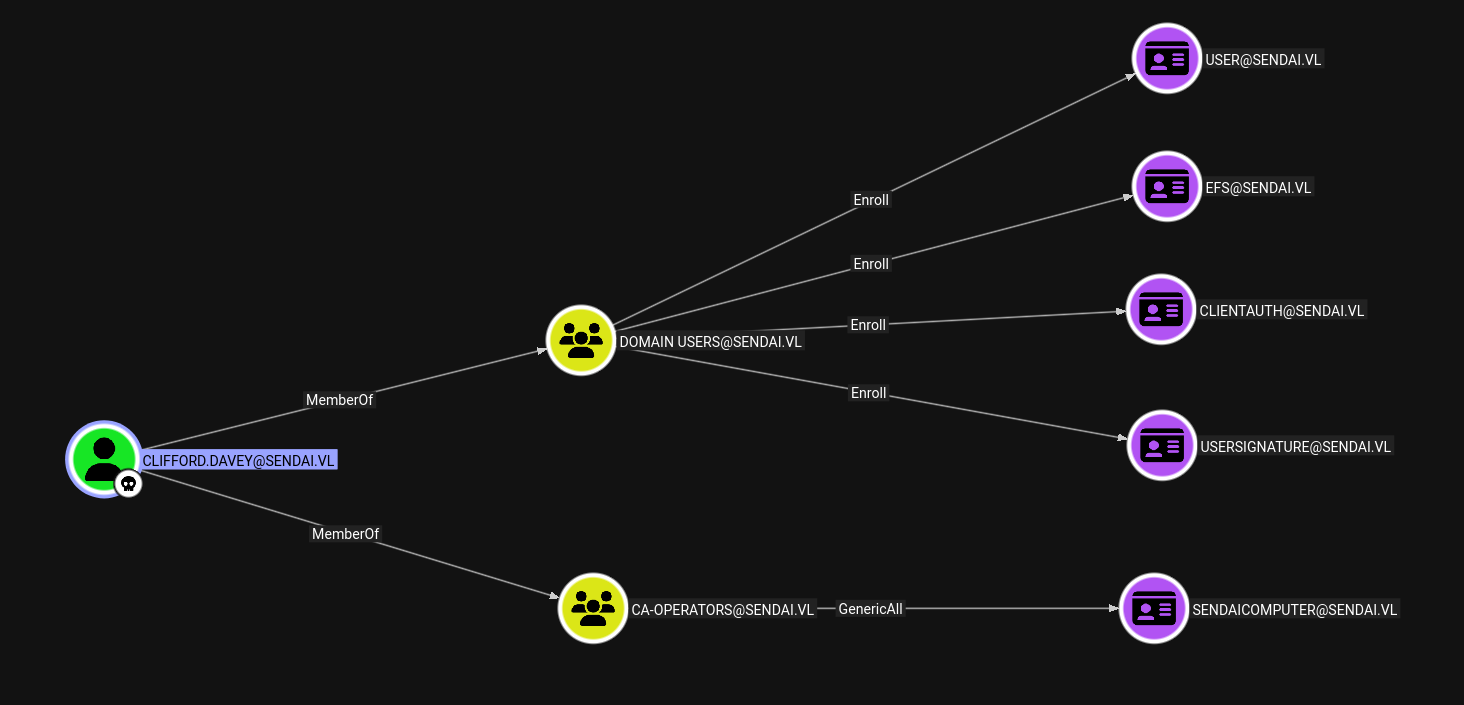 USER@SENDAI.VL
EFS@SENDAI.VL
Enroll
Enroll
CLIENTAUTH@SENDAI.VL
Enroll
DOMAIN USERS@SENDAI.VL
Enroll
MemberOf
USERSIGNATURE@SENDAI.VL
CLIFFORD.DAVEY@SENDAI.VL
MemberOf
CA-OPERATORS@SENDAI.VL
GenericAll
SENDAICOMPUTER@SENDAI.VL